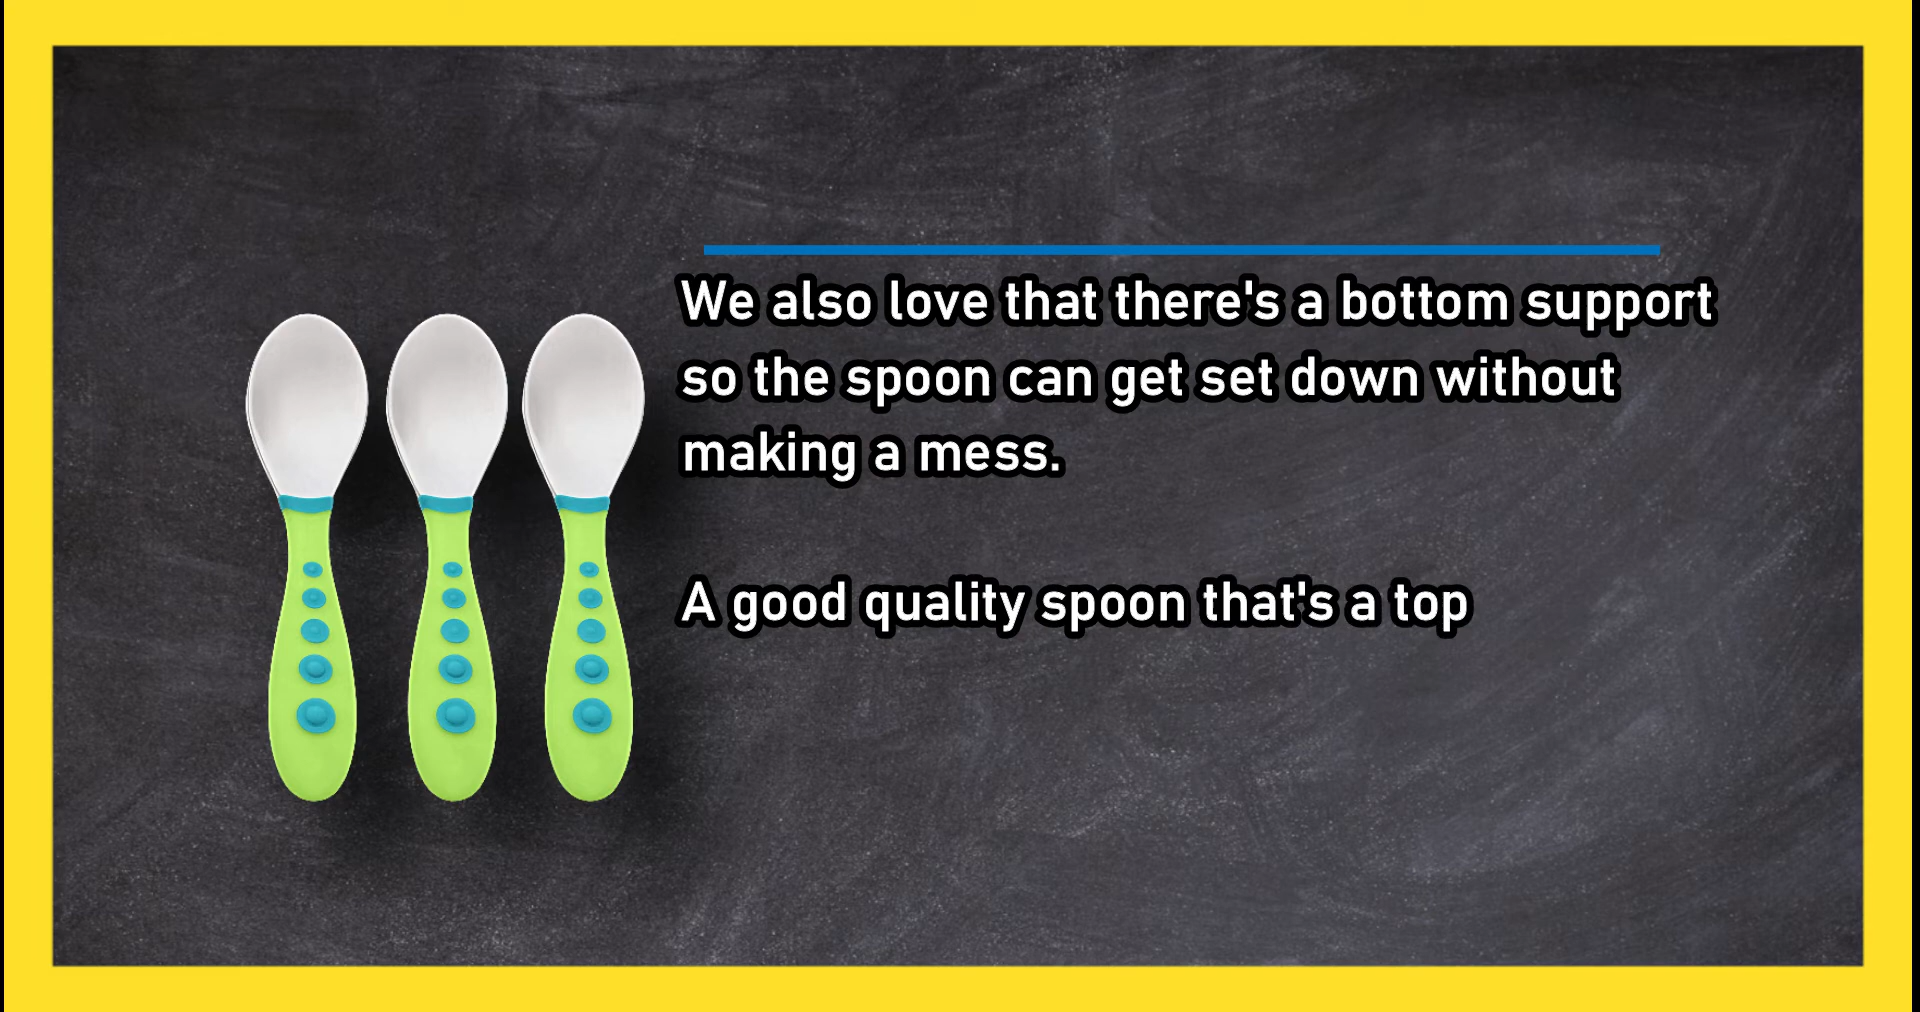 We also love that there's a bottom support
so the spoon can get set down without
making a mess.
A good quality spoon that's a top